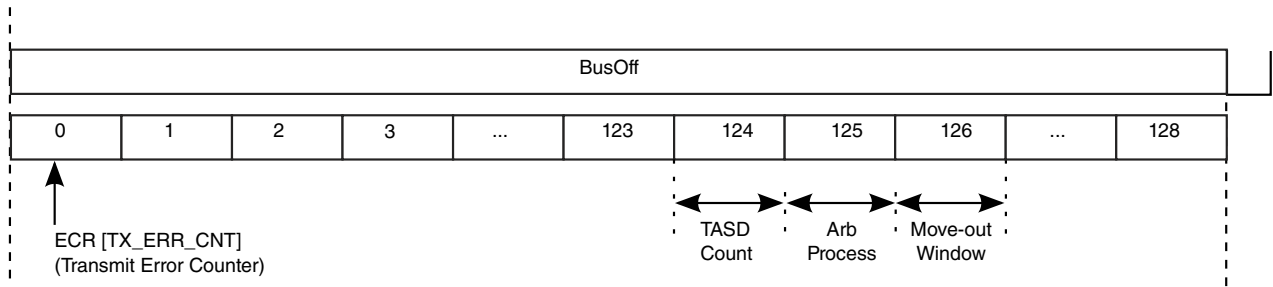 BusOff
0 1 2 3 ... 123 124 125 126 ... 128
ECR [TX_ERR_CNT]
(Transmit Error Counter)
TASD
Count
Arb
Process
Move-out
Window